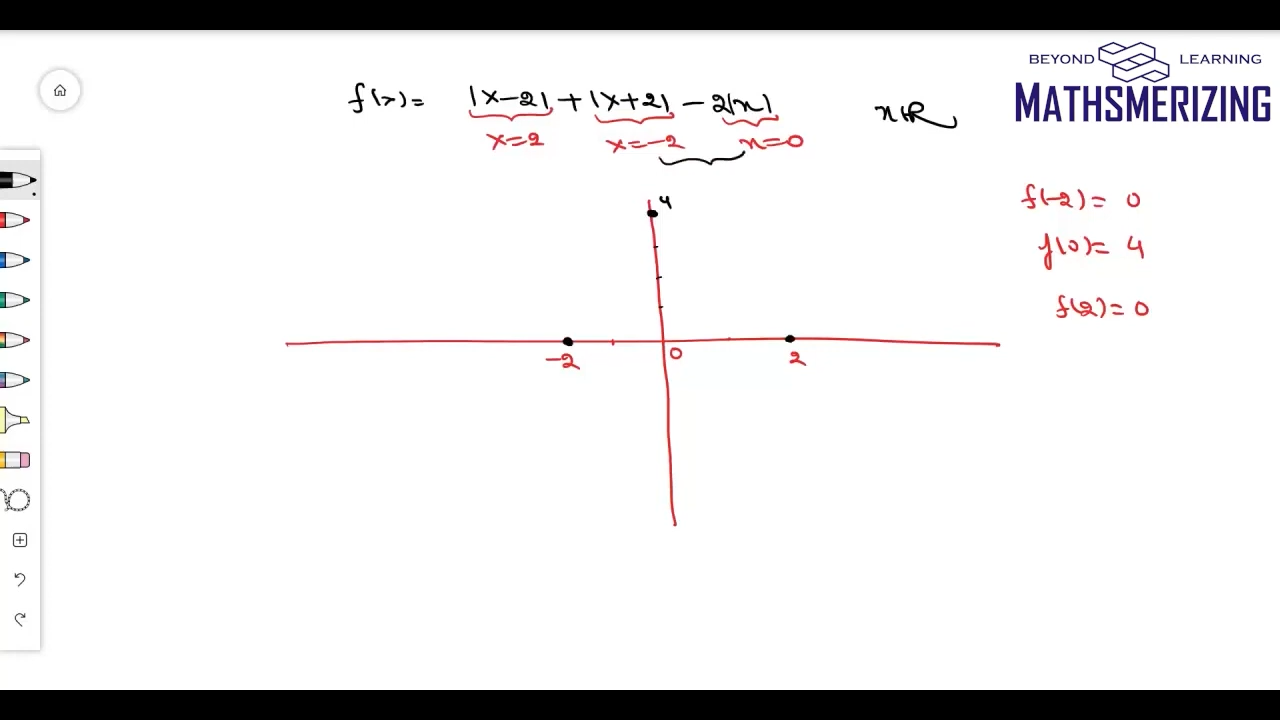 BEYOND LEARNING
MATHSMERIZING
f(x)= |x-2| + |x+2| - 2|x|
x=2 x=-2 x=0
f(-2)= 0
f(0)= 4
f(2)=0
4
-2 0 2